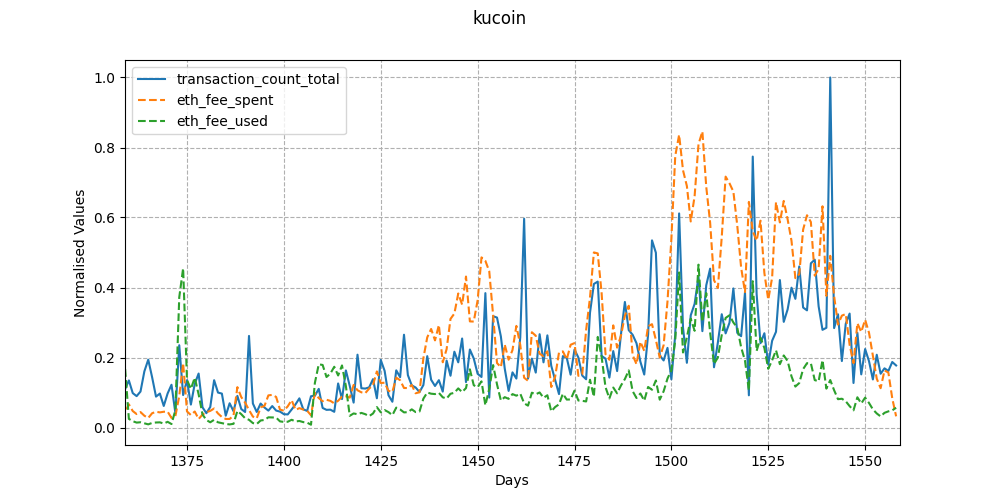 kucoin
transaction_count_total
eth_fee_spent
eth_fee_used
Normalised Values
1.0
0.8
0.6
0.4
0.2
0.0
1375
1400
1425
1450
1475
1500
1525
1550
Days